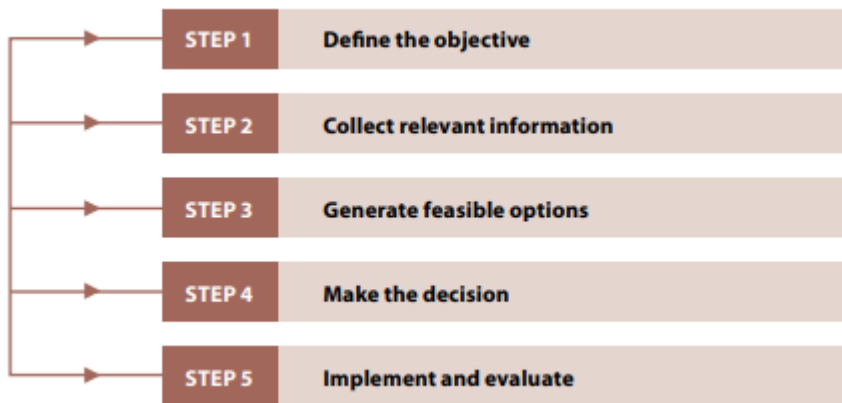 STEP 1 Define the objective
STEP 2 Collect relevant information
STEP 3 Generate feasible options
STEP 4 Make the decision
STEP 5 Implement and evaluate